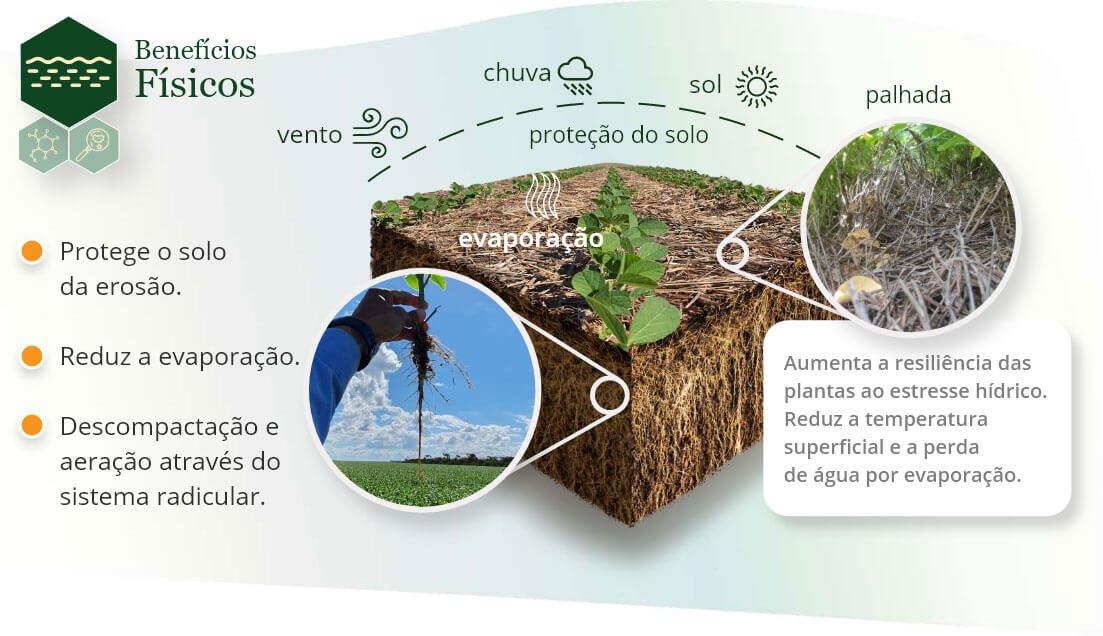 Benefícios
Físicos
vento
chuva
sol
proteção do solo
palhada
evaporação
Protege o solo
da erosão.
Reduz a evaporação.
Descompactação e
aeração através do
sistema radicular.
Aumenta a resiliência das
plantas ao estresse hídrico.
Reduz a temperatura
superficial e a perda
de água por evaporação.